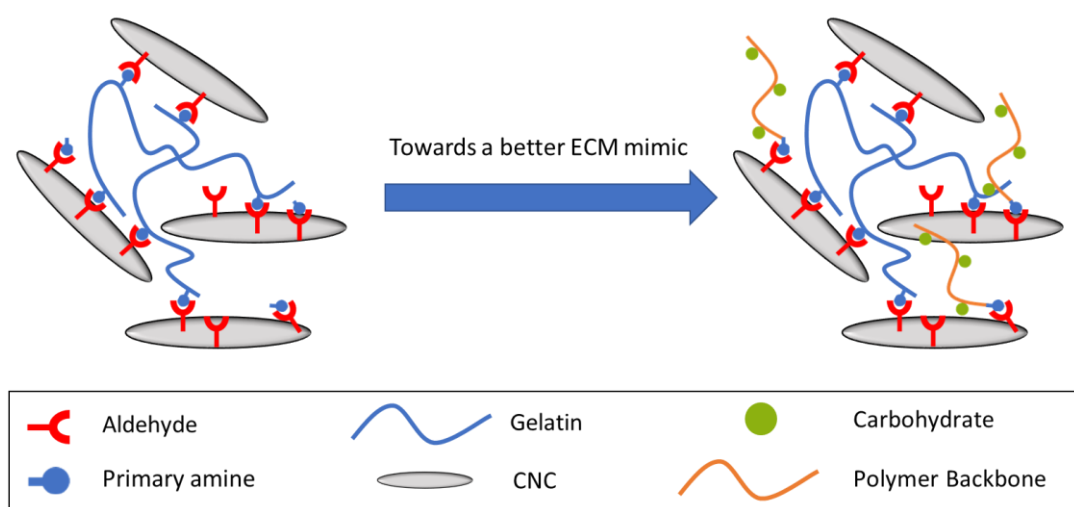 Towards a better ECM mimic
Aldehyde
Gelatin
Carbohydrate
Primary amine
CNC
Polymer Backbone